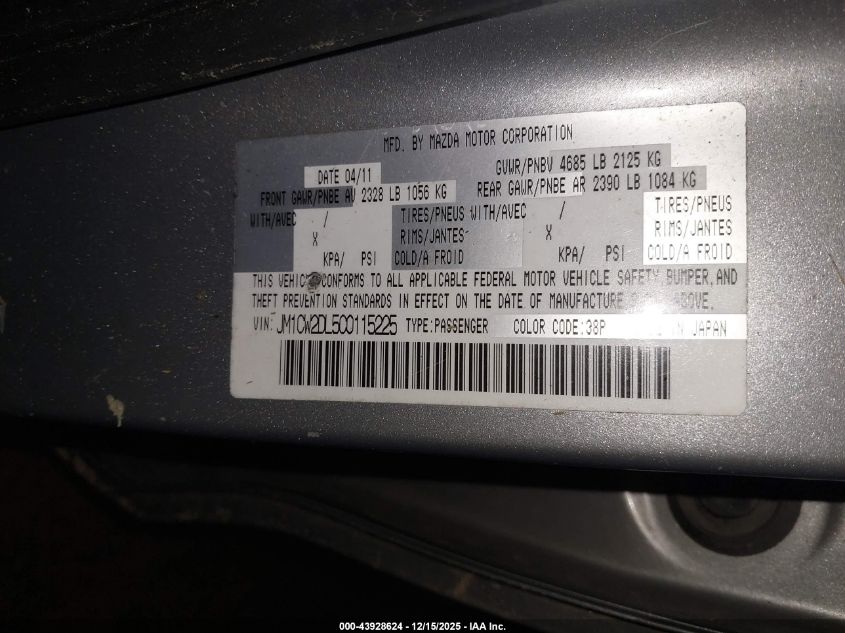 MFD. BY MAZDA MOTOR CORPORATION
DATE 04/11 GVWR/PNBV 4685 LB 2125 KG
FRONT GAWR/PNBE AV 2328 LB 1056 KG REAR GAWR/PNBE AR 2390 LB 1084 KG
WITH/AVEC / TIRES/PNEUS WITH/AVEC / TIRES/PNEUS
X RIMS/JANTES X RIMS/JANTES
KPA/ PSI COLD/A FROID KPA/ PSI COLD/A FROID
THIS VEHICLE CONFORMS TO ALL APPLICABLE FEDERAL MOTOR VEHICLE SAFETY, BUMPER, AND
THEFT PREVENTION STANDARDS IN EFFECT ON THE DATE OF MANUFACTURE ABOVE.
VIN: JM1CW2DL5C0115225 TYPE:PASSENGER COLOR CODE:38P IN JAPAN
000-43928624 - 12/15/2025 - IAA Inc.